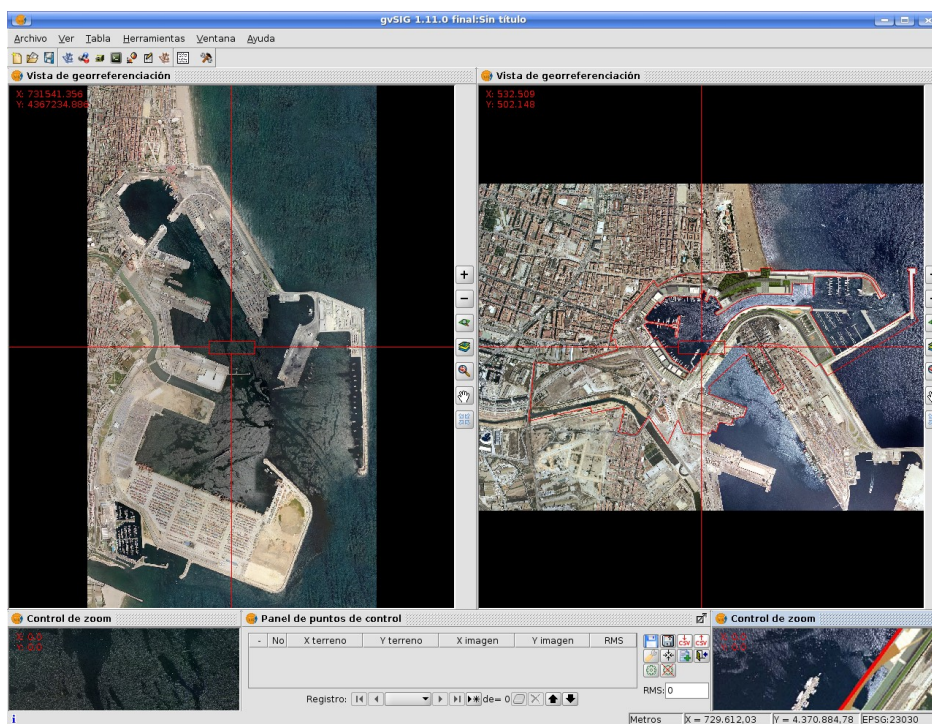 gvSIG 1.11.0 final:Sin título
Archivo Ver Tabla Herramientas Ventana Ayuda
Vista de georreferenciación
X: 731541.356
Vista de georreferenciación
X: 532.509
Y: 502.148
Control de zoom
X: 0.0
Panel de puntos de control
- No X terreno Y terreno X imagen Y imagen RMS
CSV CSV
Registro: de= 0
RMS: 0
Control de zoom
X: 0.0
Metros X = 729.612,03 Y = 4.370.884,78 EPSG:23030